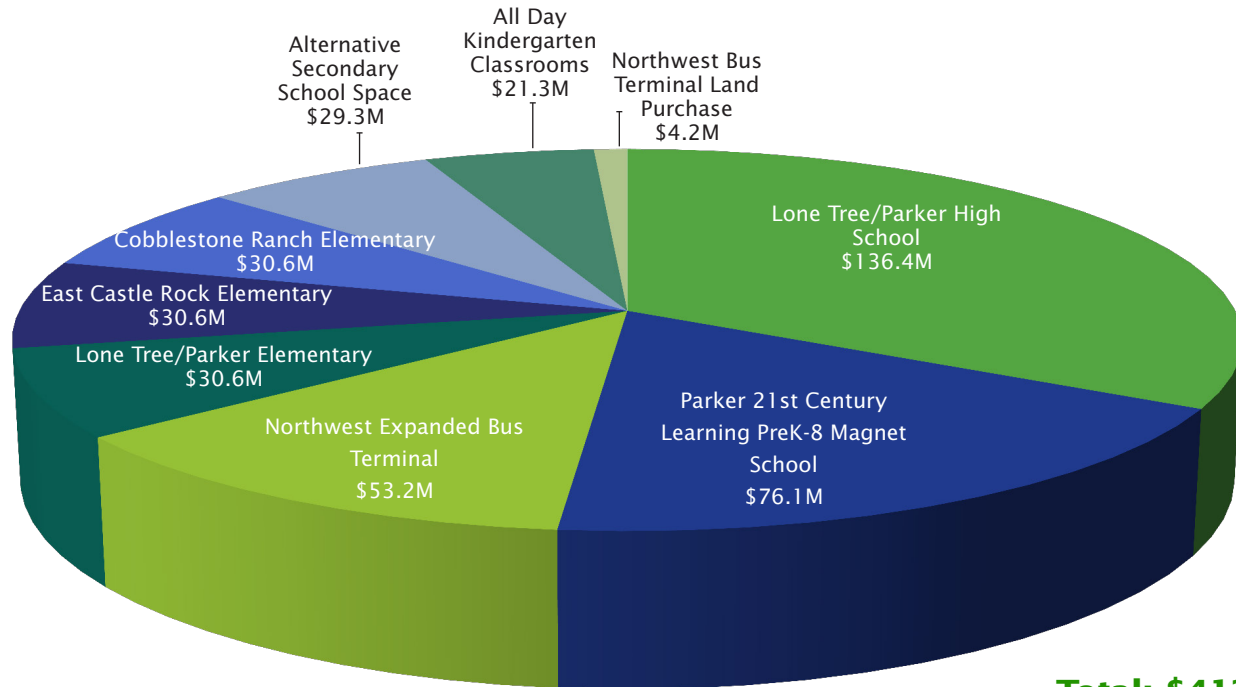 All Day
Kindergarten
Classrooms
$21.3M
Alternative
Secondary
School Space
$29.3M
Northwest Bus
Terminal Land
Purchase
$4.2M
Lone Tree/Parker High
School
$136.4M
Cobblestone Ranch Elementary
$30.6M
East Castle Rock Elementary
$30.6M
Lone Tree/Parker Elementary
$30.6M
Parker 21st Century
Learning PreK-8 Magnet
School
$76.1M
Northwest Expanded Bus
Terminal
$53.2M
Total: